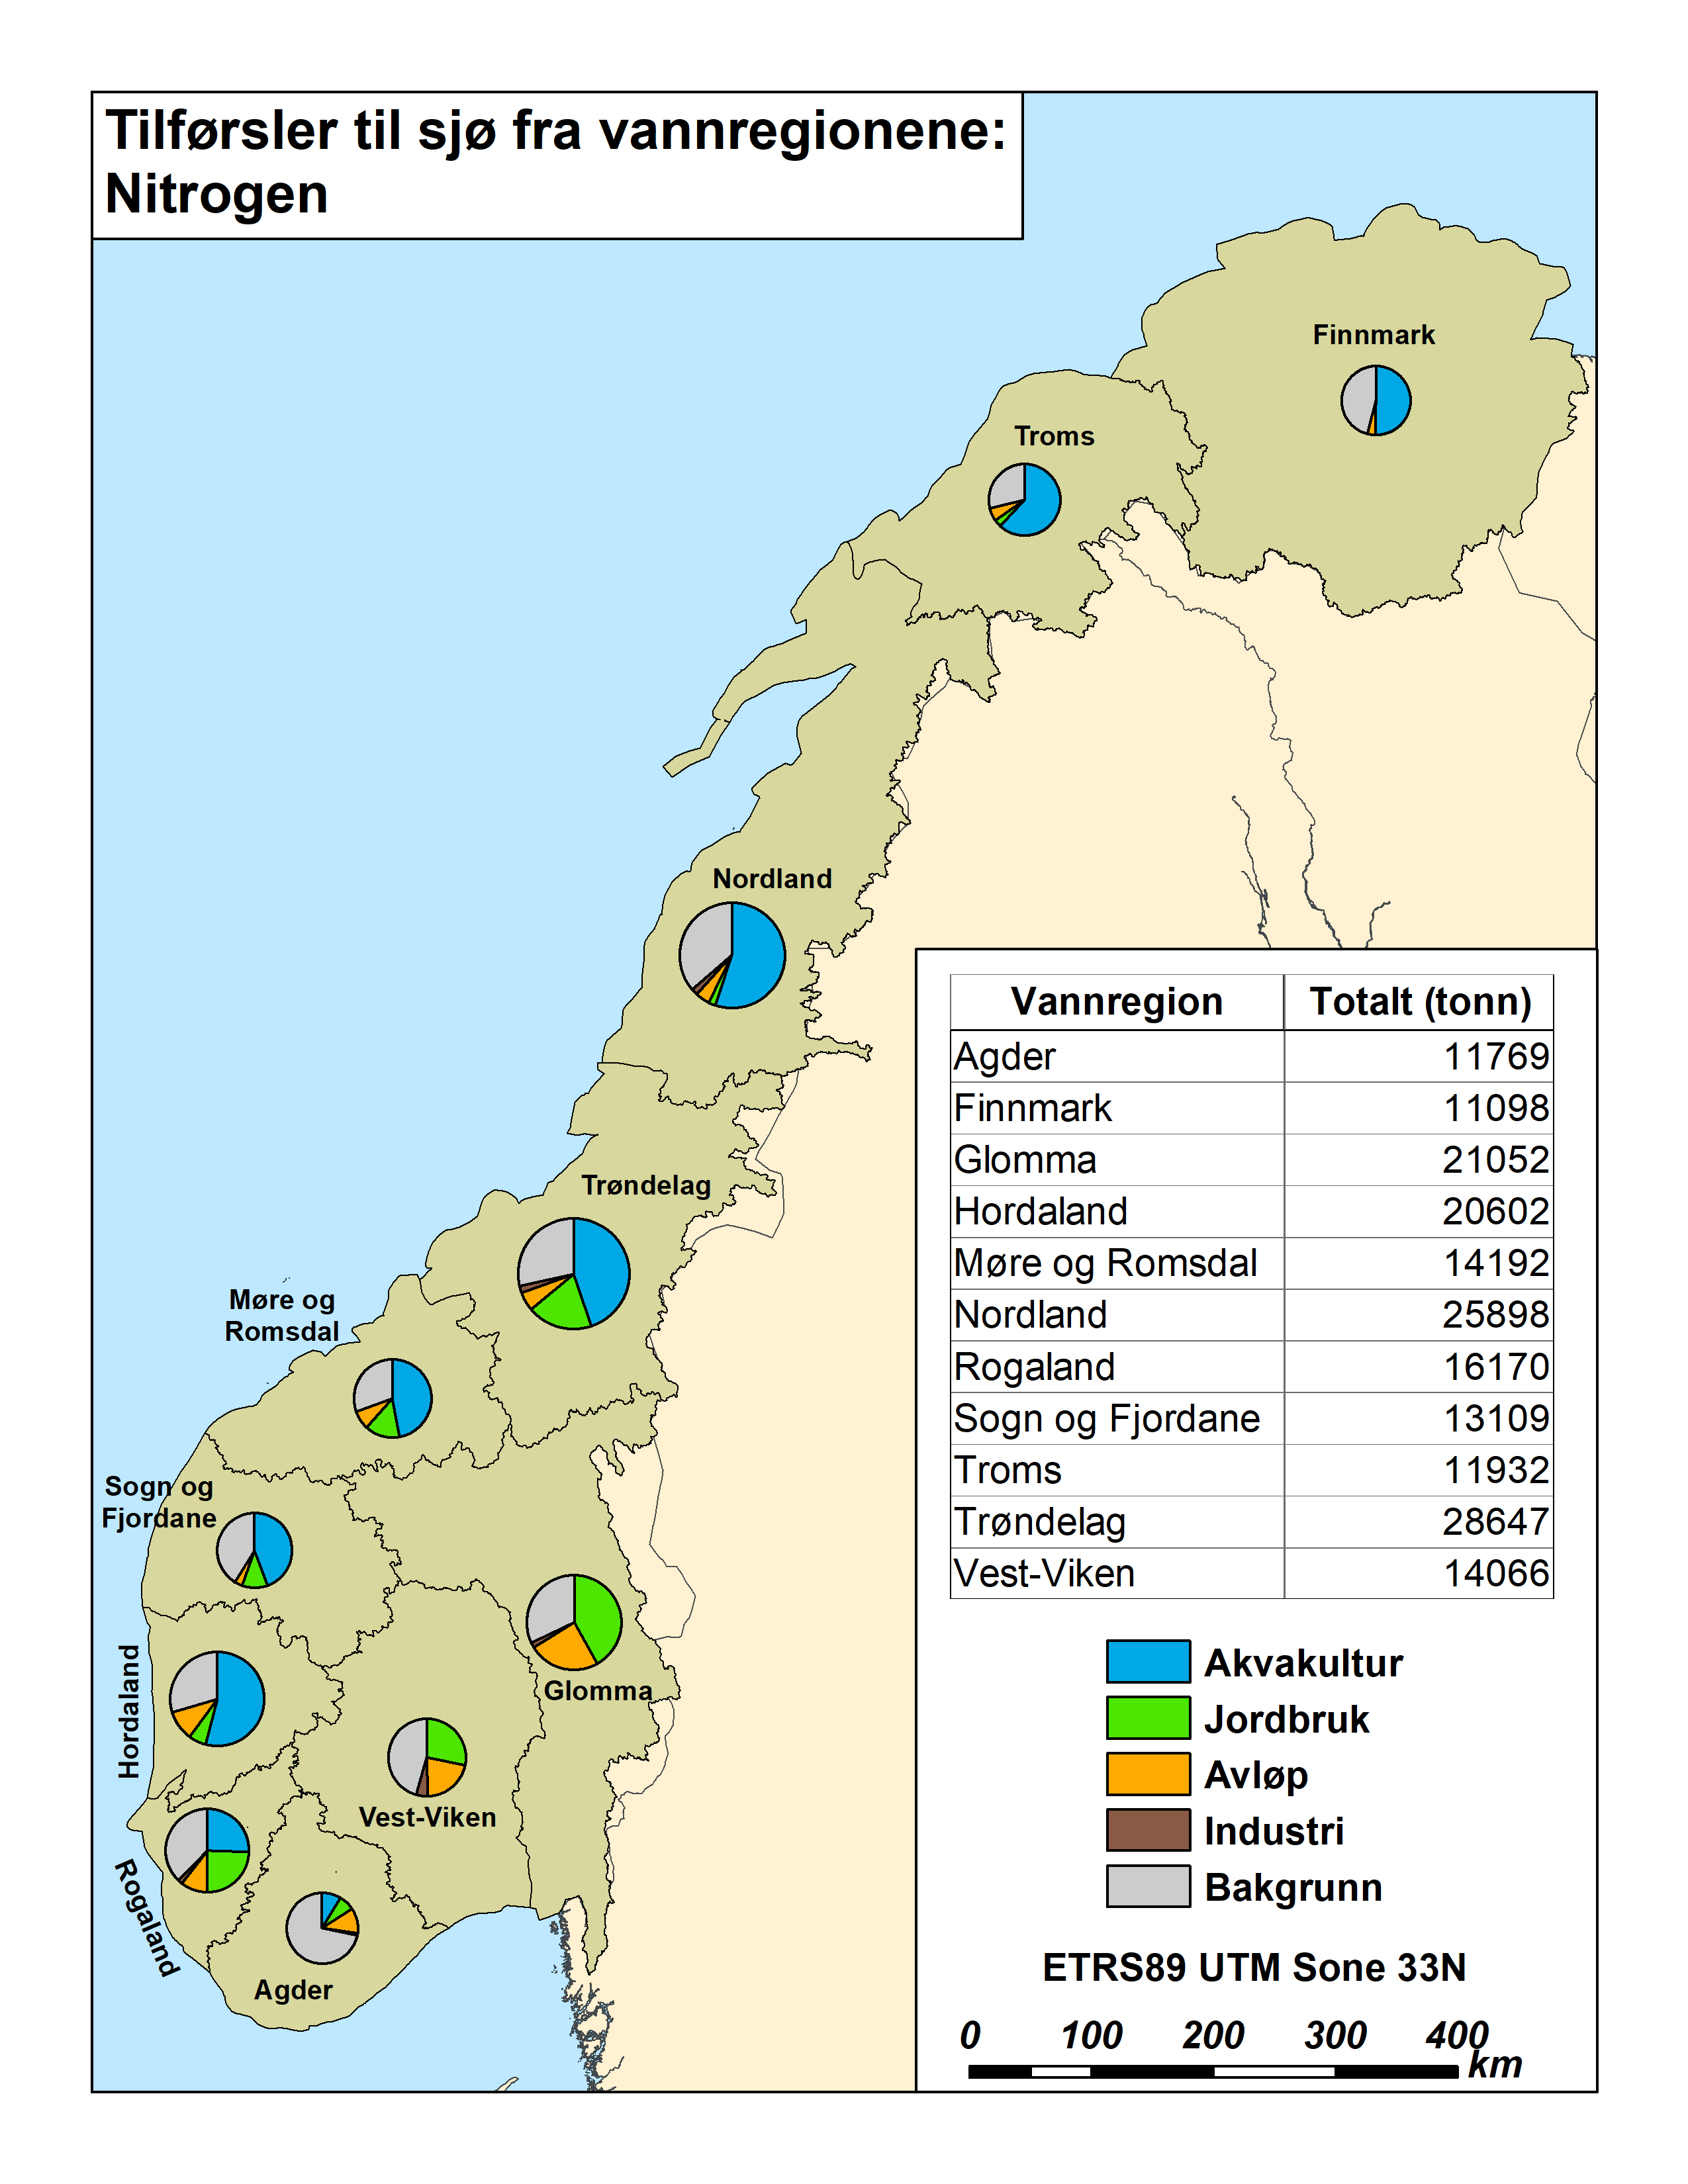 Tilførsler til sjø fra vannregionene:
Nitrogen
Finnmark
Troms
Nordland
Trøndelag
Møre og
Romsdal
Sogn og
Fjordane
Hordaland
Glomma
Vest-Viken
Rogaland
Agder
Vannregion Totalt (tonn)
Agder 11769
Finnmark 11098
Glomma 21052
Hordaland 20602
Møre og Romsdal 14192
Nordland 25898
Rogaland 16170
Sogn og Fjordane 13109
Troms 11932
Trøndelag 28647
Vest-Viken 14066
Akvakultur
Jordbruk
Avløp
Industri
Bakgrunn
ETRS89 UTM Sone 33N
0 100 200 300 400
km